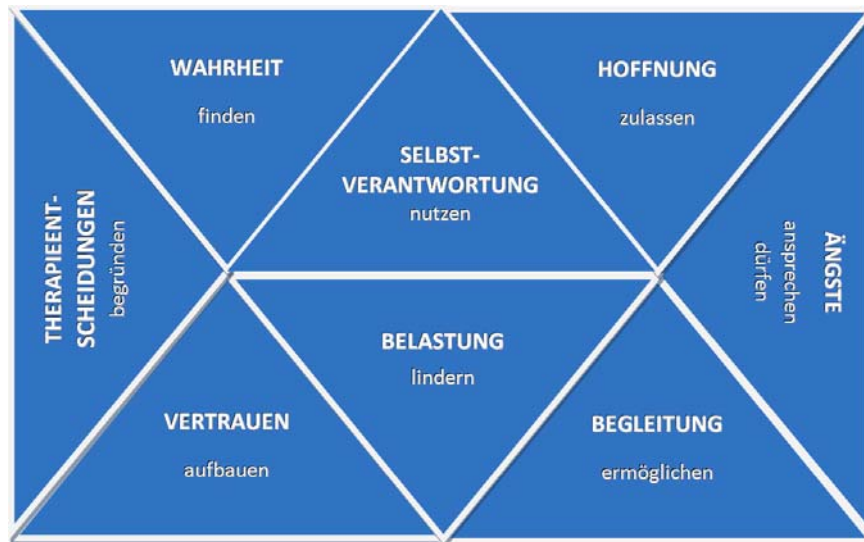 WAHRHEIT
finden
HOFFNUNG
zulassen
SELBST-
VERANTWORTUNG
nutzen
THERAPIEENT-
SCHEIDUNGEN
begründen
ÄNGSTE
ansprechen
dürfen
BELASTUNG
lindern
VERTRAUEN
aufbauen
BEGLEITUNG
ermöglichen